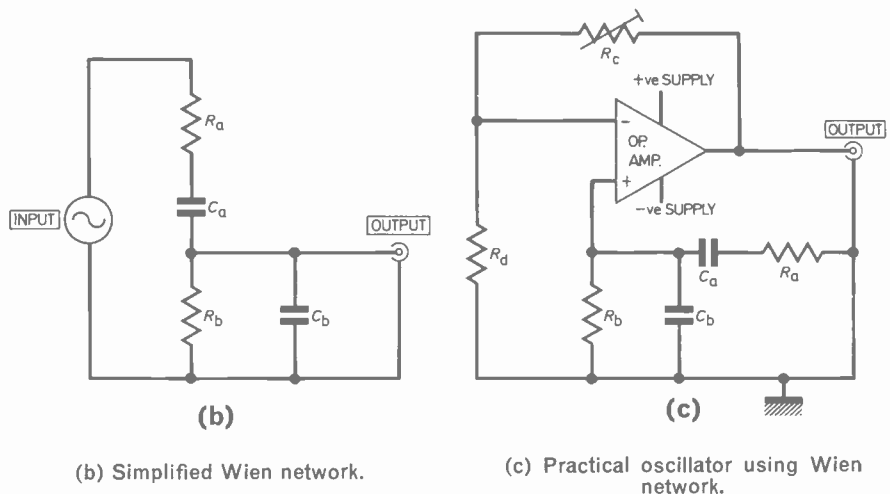 INPUT
Ra
Ca
OUTPUT
Rb
Cb
(b)
(b) Simplified Wien network.
Rc
+ve SUPPLY
-
OP.
AMP.
+
-ve SUPPLY
OUTPUT
Rd
Ca
Ra
Rb
Cb
(c)
(c) Practical oscillator using Wien
network.